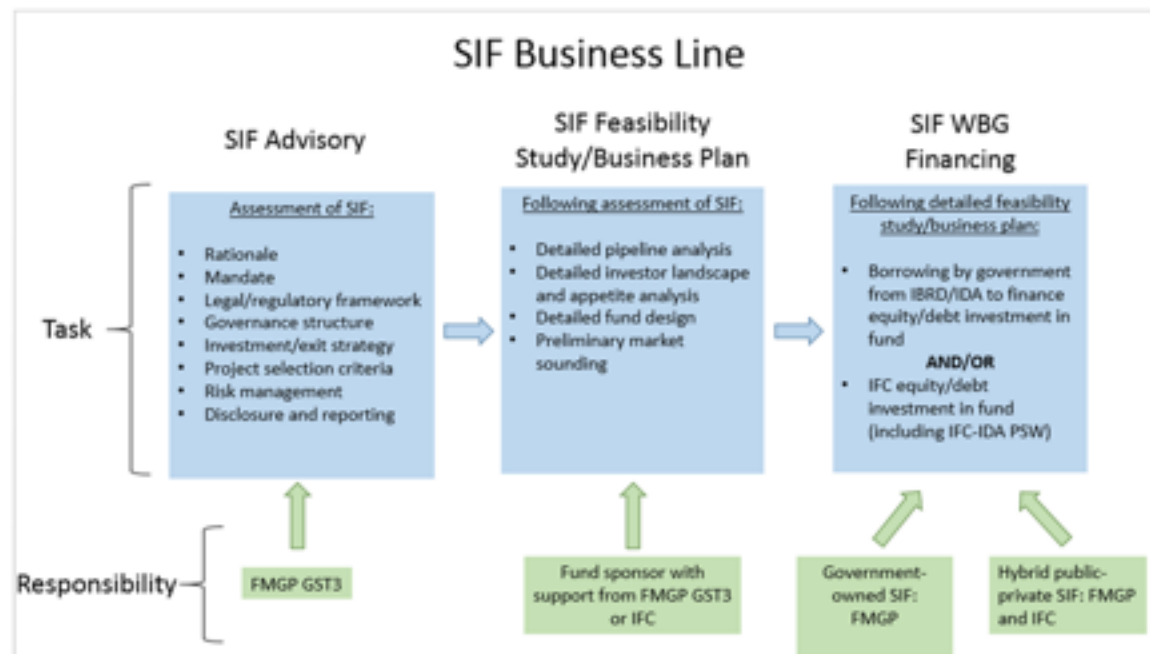 SIF Business Line
SIF Advisory
SIF Feasibility
Study/Business Plan
SIF WBG
Financing
Task
Assessment of SIF:
• Rationale
• Mandate
• Legal/regulatory framework
• Governance structure
• Investment/exit strategy
• Project selection criteria
• Risk management
• Disclosure and reporting
Following assessment of SIF:
• Detailed pipeline analysis
• Detailed investor landscape
and appetite analysis
• Detailed fund design
• Preliminary market
sounding
Following detailed feasibility
study/business plan:
• Borrowing by government
from IBRD/IDA to finance
equity/debt investment in
fund
AND/OR
• IFC equity/debt
investment in fund
(including IFC-IDA PSW)
Responsibility
FMGP GST3
Fund sponsor with
support from FMGP GST3
or IFC
Government-
owned SIF:
FMGP
Hybrid public-
private SIF: FMGP
and IFC